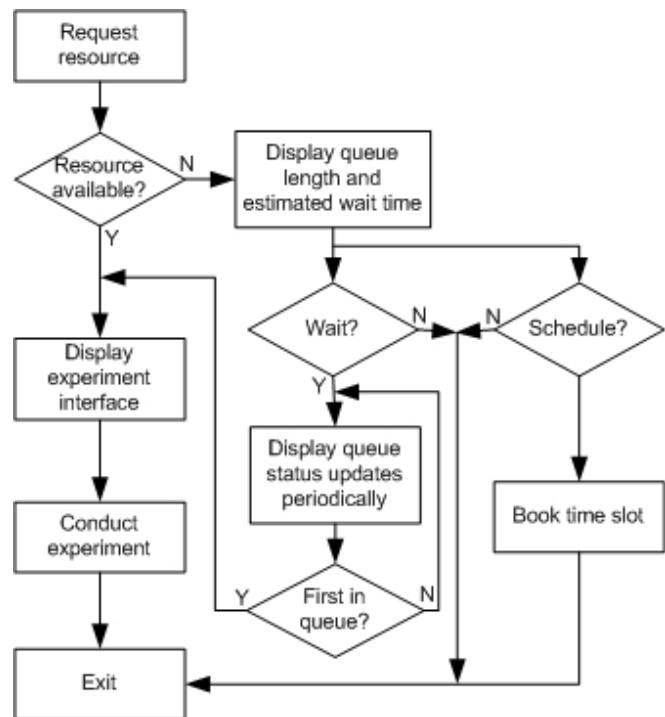 Request
resource
Resource
available?
N
Y
Display queue
length and
estimated wait time
Wait?
N
Y
N
Schedule?
Display
experiment
interface
Display queue
status updates
periodically
Book time slot
Conduct
experiment
Y
First in
queue?
N
Exit